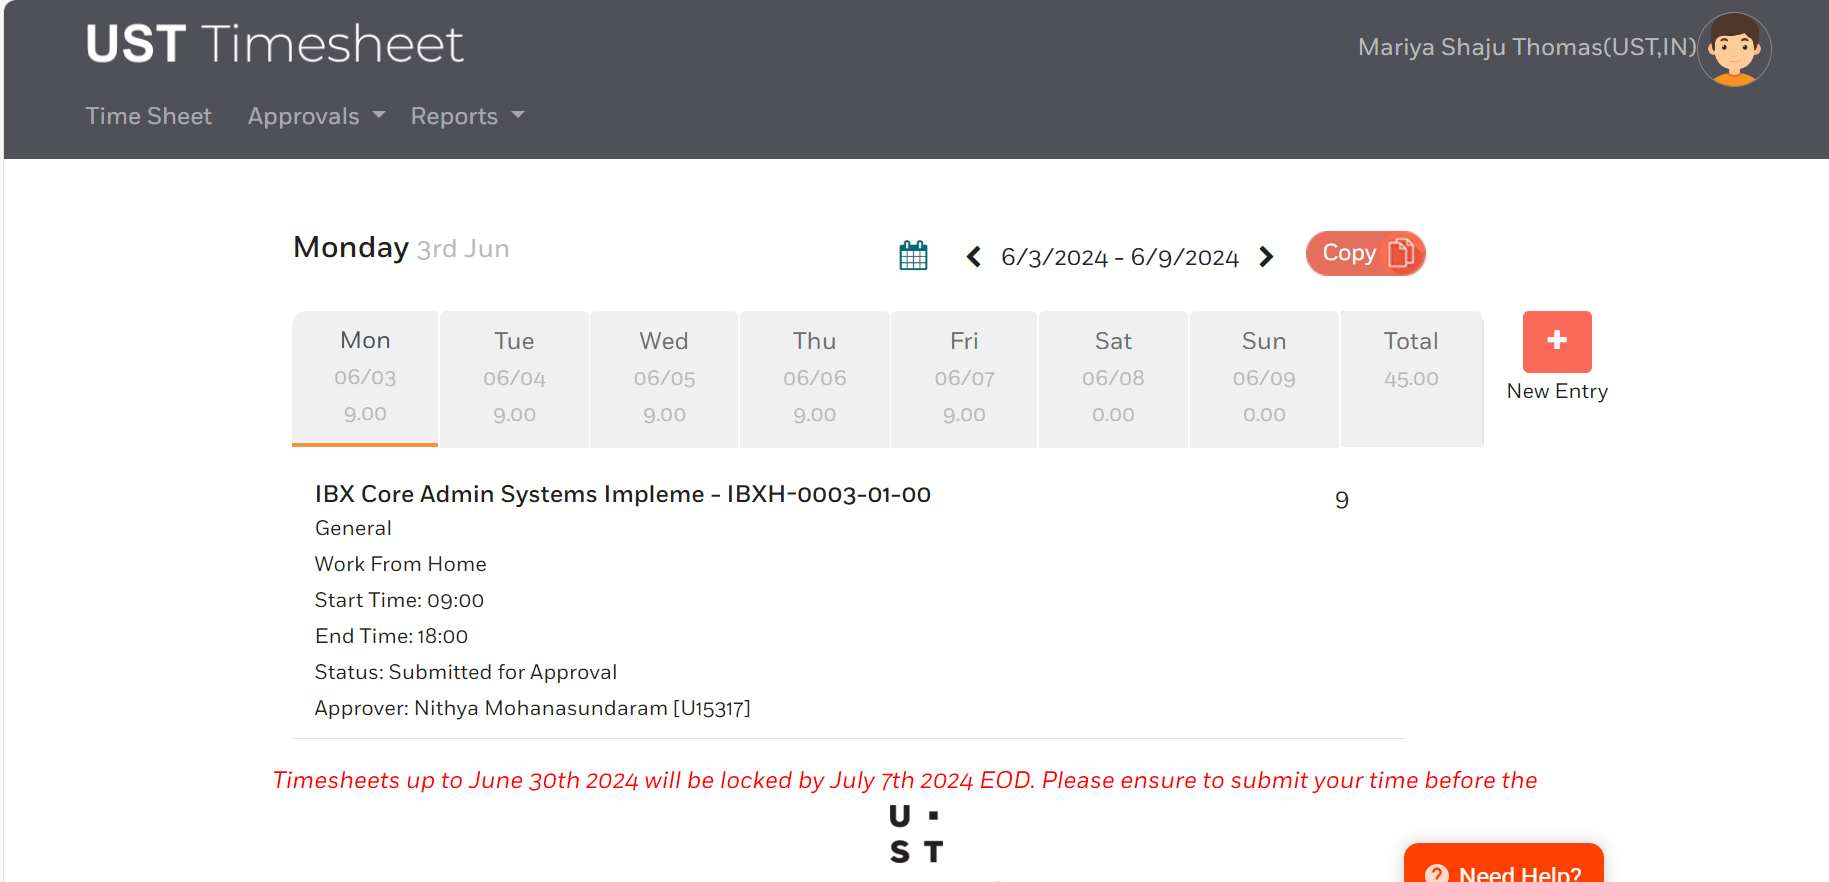 UST Timesheet
Mariya Shaju Thomas(UST,IN)
Time Sheet Approvals Reports
Monday 3rd Jun
6/3/2024 - 6/9/2024
Copy
Mon Tue Wed Thu Fri Sat Sun Total
06/03 06/04 06/05 06/06 06/07 06/08 06/09 45.00
9.00 9.00 9.00 9.00 9.00 0.00 0.00
+
New Entry
IBX Core Admin Systems Impleme - IBXH-0003-01-00 9
General
Work From Home
Start Time: 09:00
End Time: 18:00
Status: Submitted for Approval
Approver: Nithya Mohanasundaram [U15317]
Timesheets up to June 30th 2024 will be locked by July 7th 2024 EOD. Please ensure to submit your time before the
U ·
S T
? Need Help?